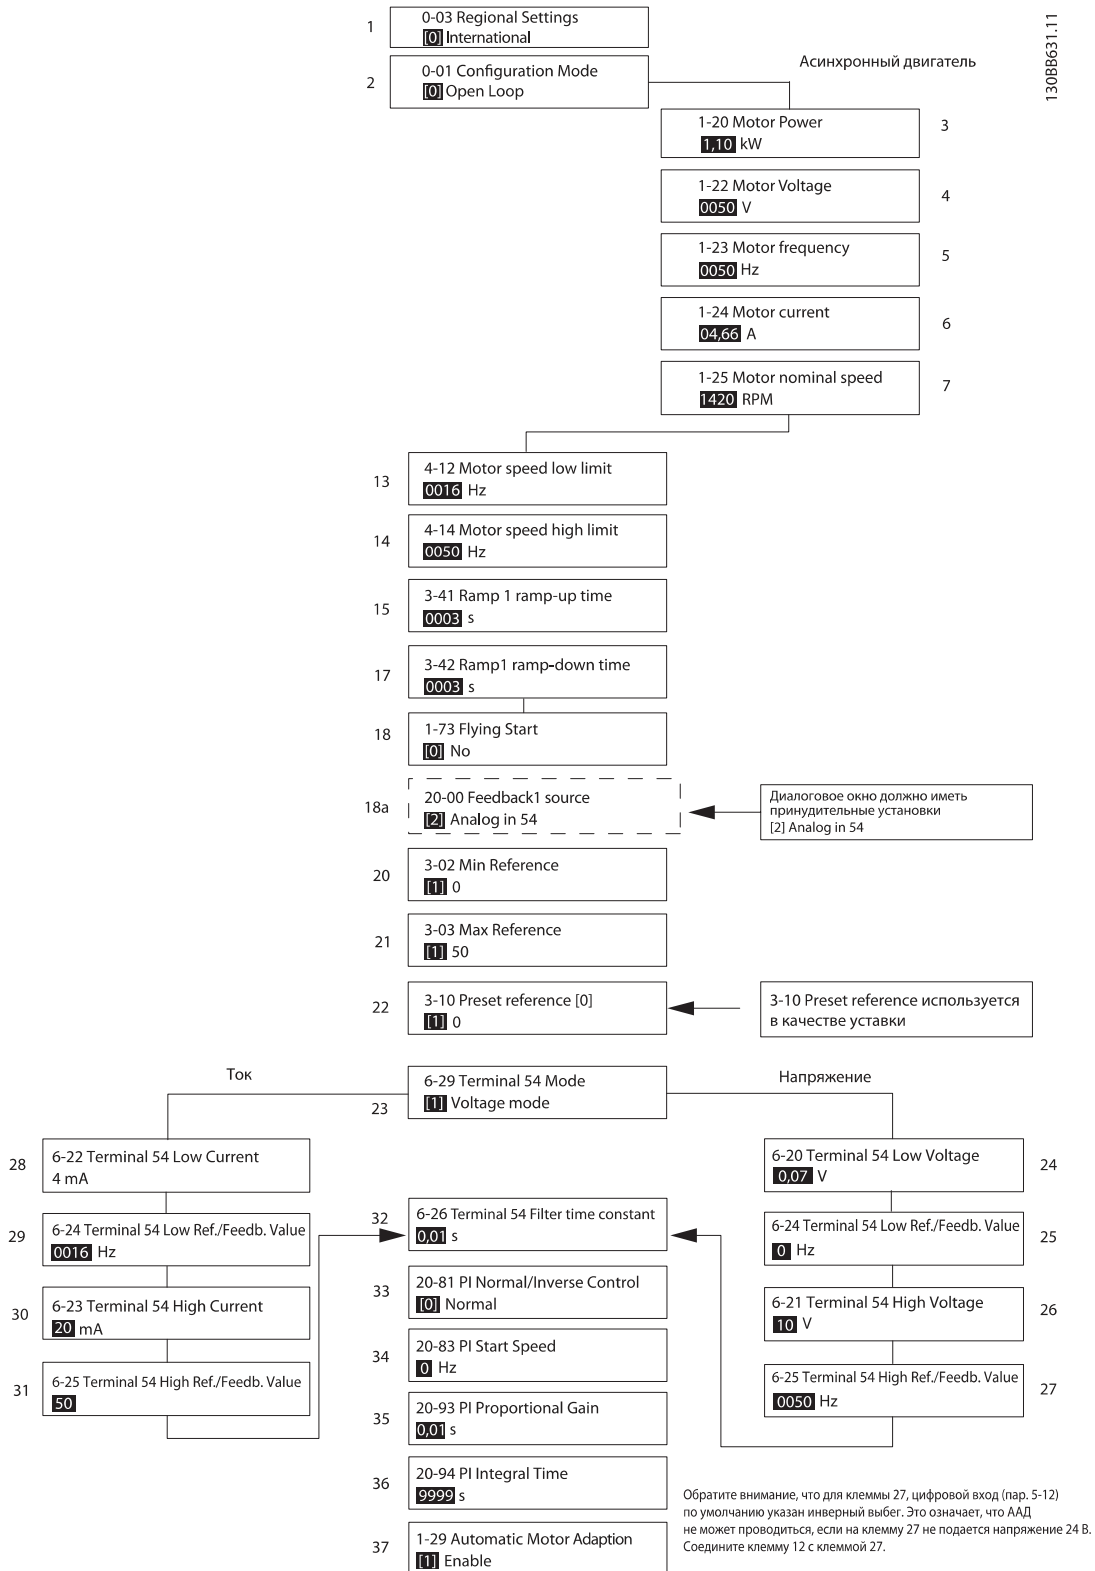 130BB631.11
1
0-03 Regional Settings
[0] International
2
0-01 Configuration Mode
[0] Open Loop
Асинхронный двигатель
1-20 Motor Power
1,10 kW
3
1-22 Motor Voltage
0050 V
4
1-23 Motor frequency
0050 Hz
5
1-24 Motor current
04,66 A
6
1-25 Motor nominal speed
1420 RPM
7
13
4-12 Motor speed low limit
0016 Hz
14
4-14 Motor speed high limit
0050 Hz
15
3-41 Ramp 1 ramp-up time
0003 s
17
3-42 Ramp1 ramp-down time
0003 s
18
1-73 Flying Start
[0] No
18a
20-00 Feedback1 source
[2] Analog in 54
Диалоговое окно должно иметь
принудительные установки
[2] Analog in 54
20
3-02 Min Reference
[1] 0
21
3-03 Max Reference
[1] 50
22
3-10 Preset reference [0]
[1] 0
3-10 Preset reference используется
в качестве уставки
Ток
23
6-29 Terminal 54 Mode
[1] Voltage mode
Напряжение
28
6-22 Terminal 54 Low Current
4 mA
29
6-24 Terminal 54 Low Ref./Feedb. Value
0016 Hz
30
6-23 Terminal 54 High Current
20 mA
31
6-25 Terminal 54 High Ref./Feedb. Value
50
6-20 Terminal 54 Low Voltage
0,07 V
24
6-24 Terminal 54 Low Ref./Feedb. Value
0 Hz
25
6-21 Terminal 54 High Voltage
10 V
26
6-25 Terminal 54 High Ref./Feedb. Value
0050 Hz
27
32
6-26 Terminal 54 Filter time constant
0,01 s
33
20-81 PI Normal/Inverse Control
[0] Normal
34
20-83 PI Start Speed
0 Hz
35
20-93 PI Proportional Gain
0,01 s
36
20-94 PI Integral Time
9999 s
37
1-29 Automatic Motor Adaption
[1] Enable
Обратите внимание, что для клеммы 27, цифровой вход (пар. 5-12)
по умолчанию указан инверный выбег. Это означает, что ААД
не может проводиться, если на клемму 27 не подается напряжение 24 В.
Соедините клемму 12 с клеммой 27.